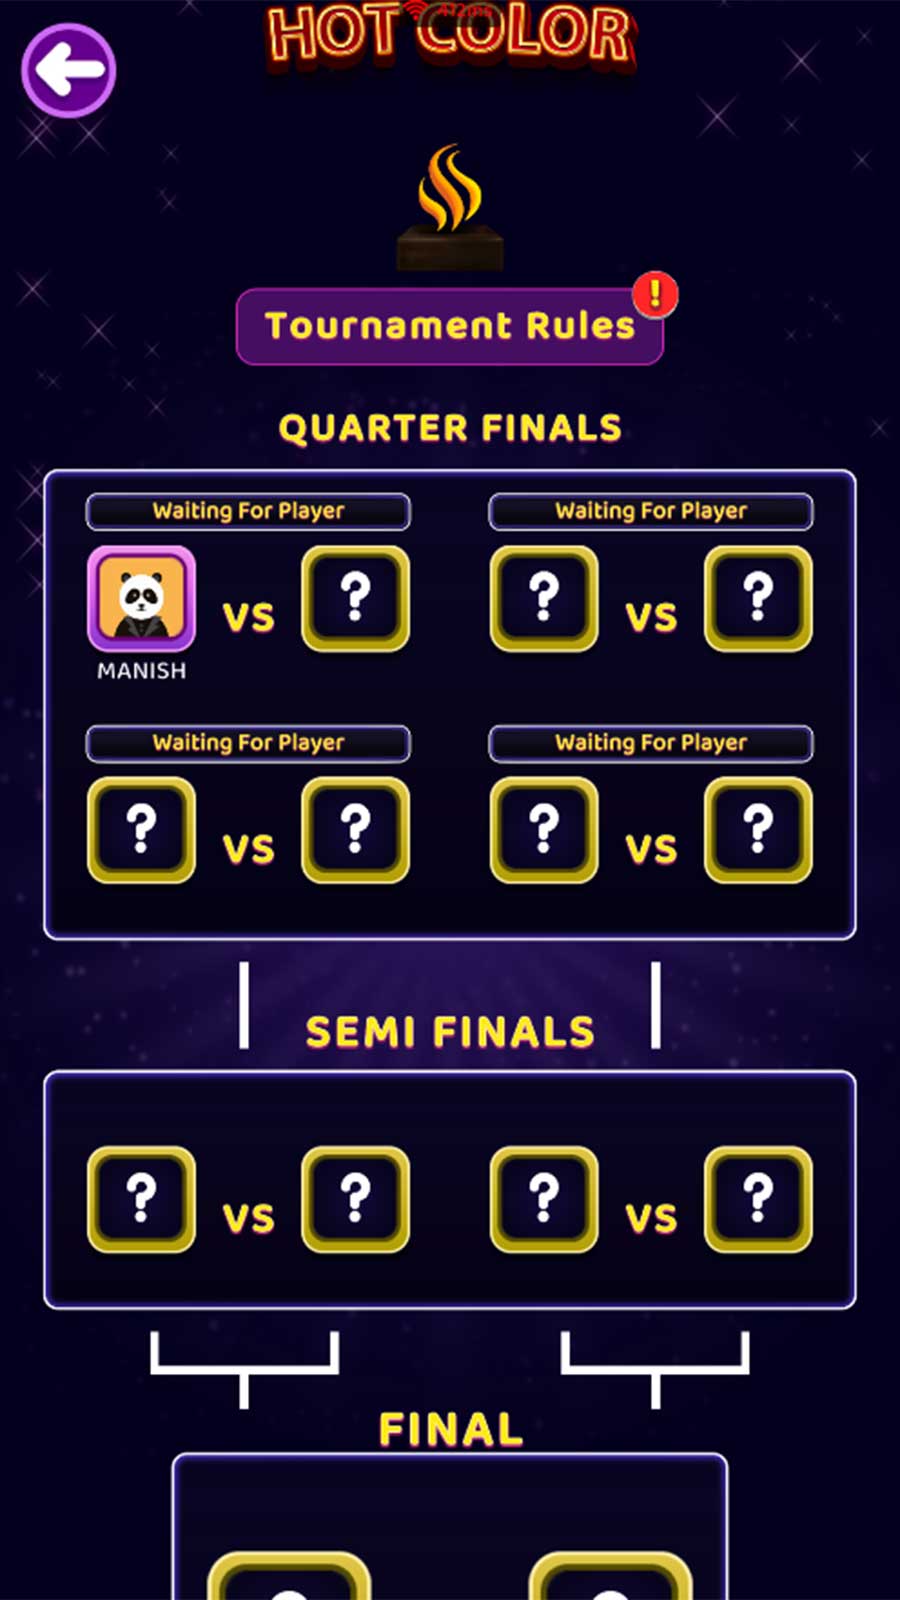 HOT COLOR
412ms
Tournament Rules
!
QUARTER FINALS
Waiting For Player
Waiting For Player
? ? ?
VS VS
MANISH
Waiting For Player
Waiting For Player
? ? ? ?
VS VS
SEMI FINALS
? ? ? ?
VS VS
FINAL